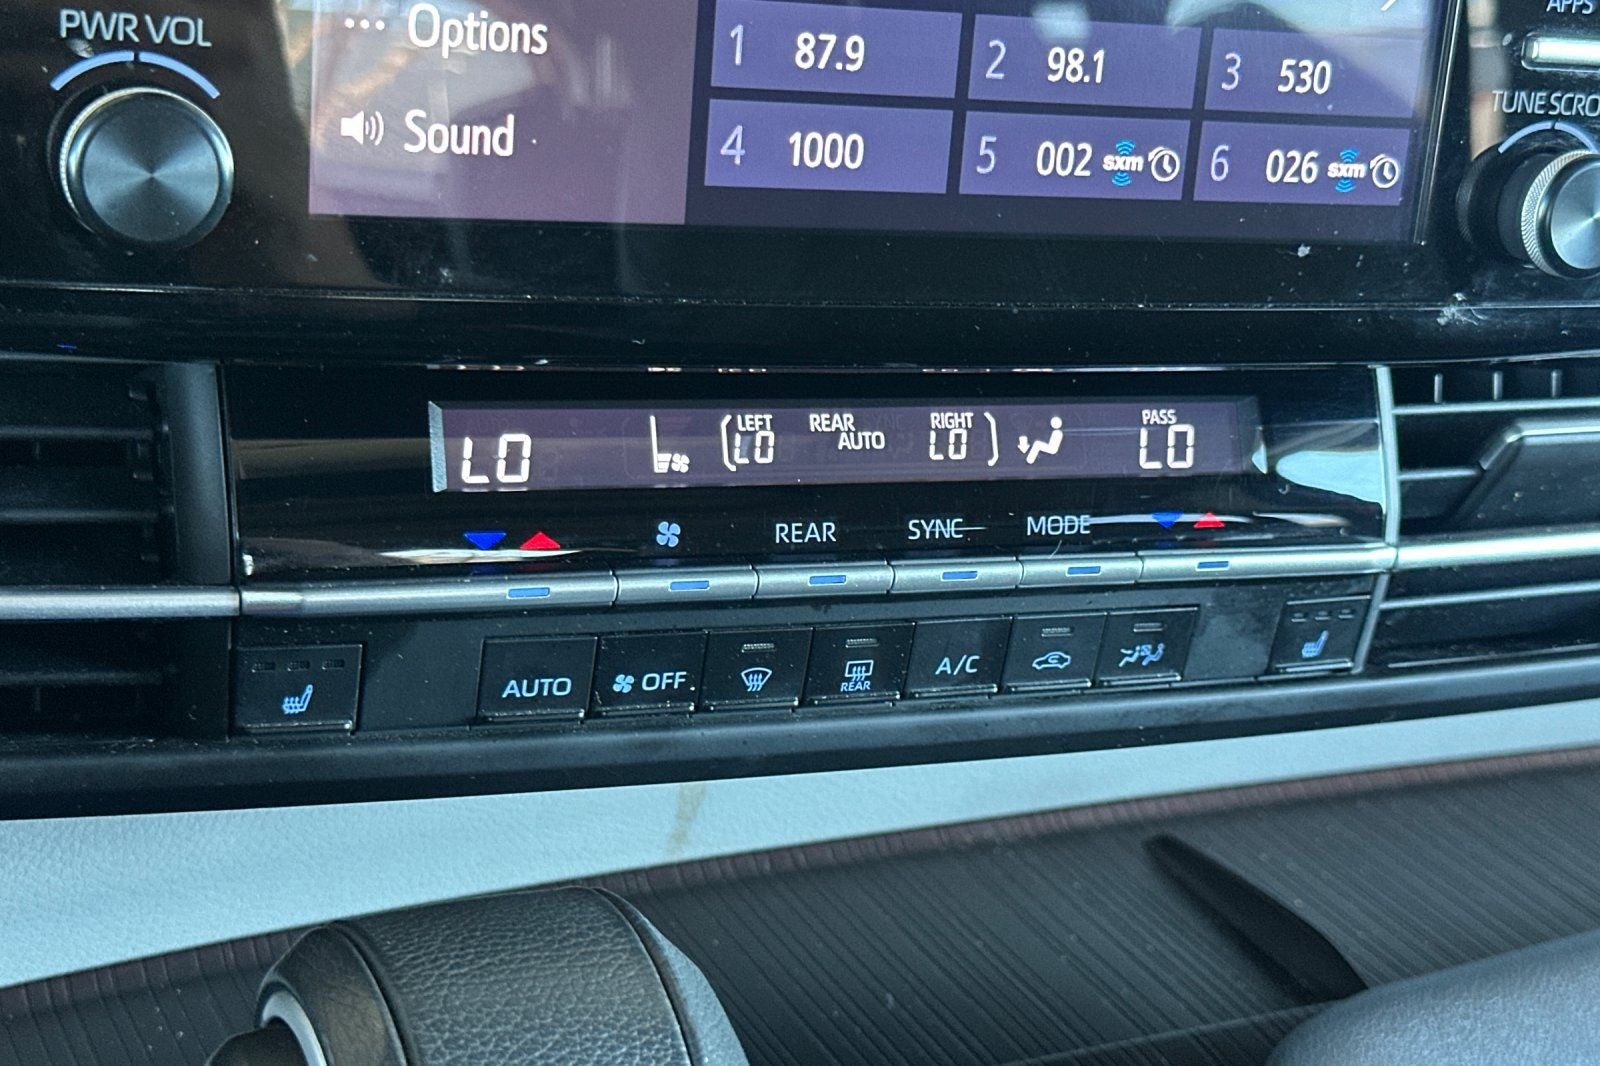 PWR VOL
Options
Sound
1 87.9
2 98.1
3 530
4 1000
5 002 sxm
6 026 sxm
APPS
TUNE SCRO
LO
LEFT
LO
REAR
AUTO
RIGHT
LO
PASS
LO
REAR
SYNC
MODE
AUTO
OFF
REAR
A/C